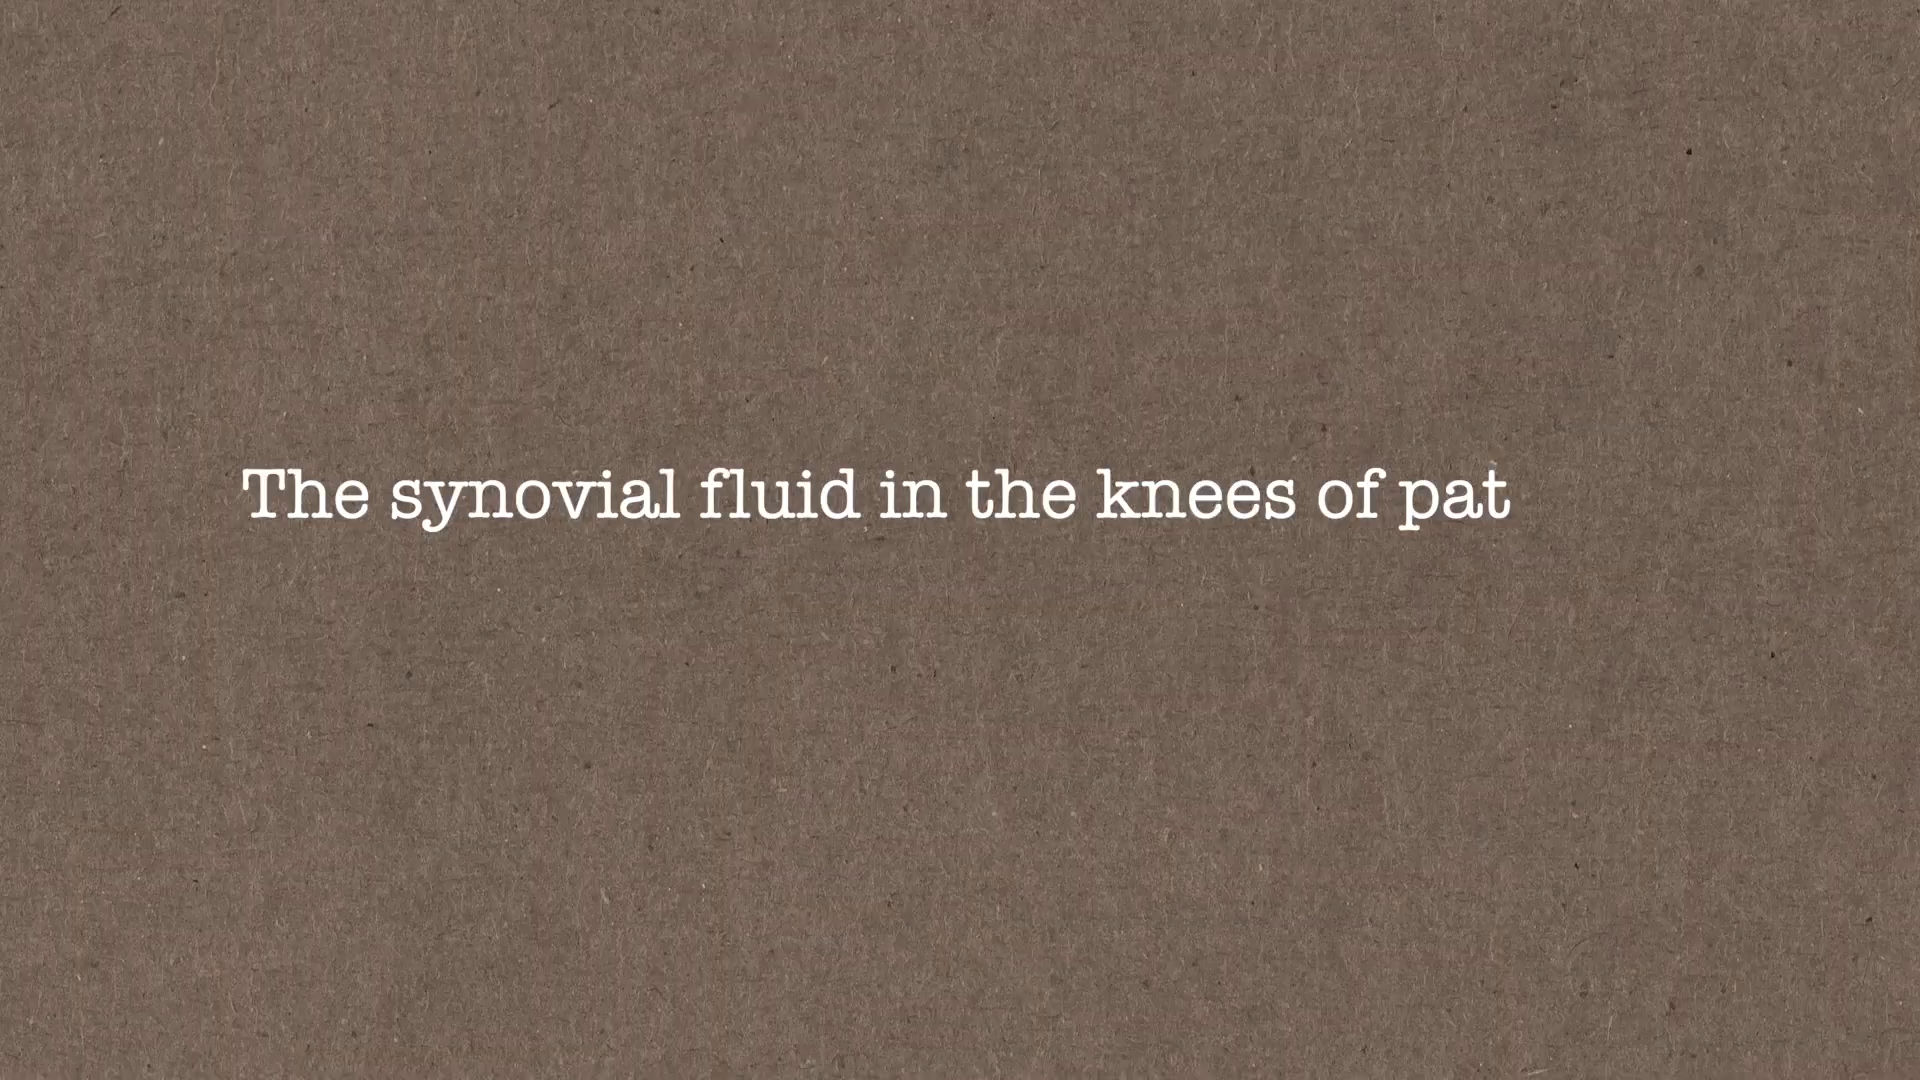 The synovial fluid in the knees of pat